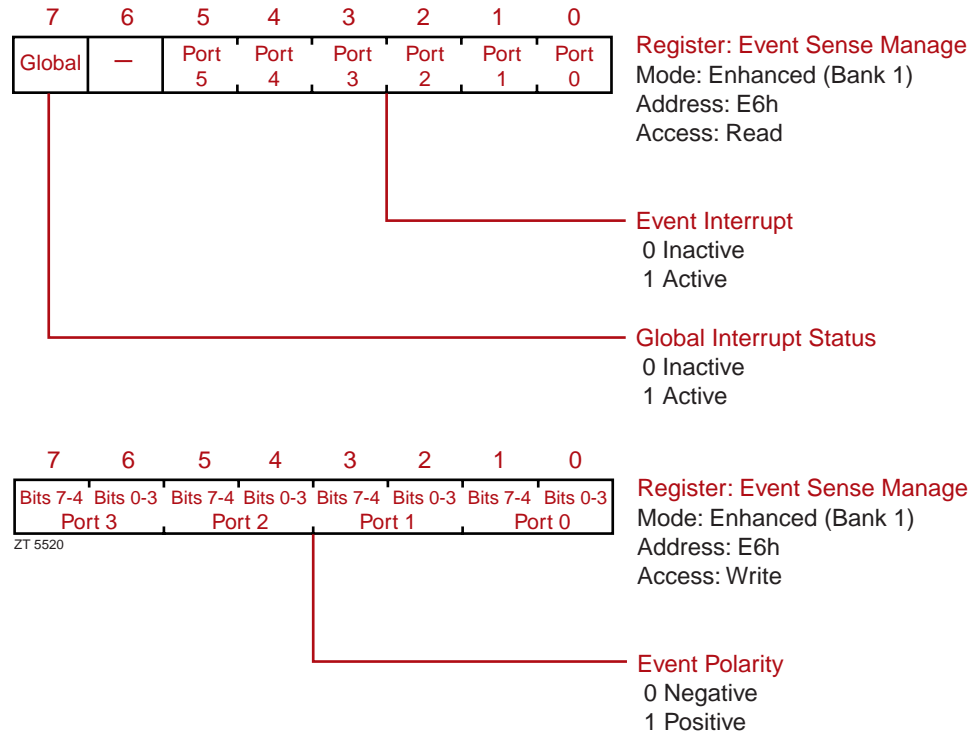 7 6 5 4 3 2 1 0
Global — Port 5 Port 4 Port 3 Port 2 Port 1 Port 0
Register: Event Sense Manage
Mode: Enhanced (Bank 1)
Address: E6h
Access: Read
Event Interrupt
0 Inactive
1 Active
Global Interrupt Status
0 Inactive
1 Active
7 6 5 4 3 2 1 0
Bits 7-4 Bits 0-3 Bits 7-4 Bits 0-3 Bits 7-4 Bits 0-3 Bits 7-4 Bits 0-3
Port 3 Port 2 Port 1 Port 0
ZT 5520
Register: Event Sense Manage
Mode: Enhanced (Bank 1)
Address: E6h
Access: Write
Event Polarity
0 Negative
1 Positive